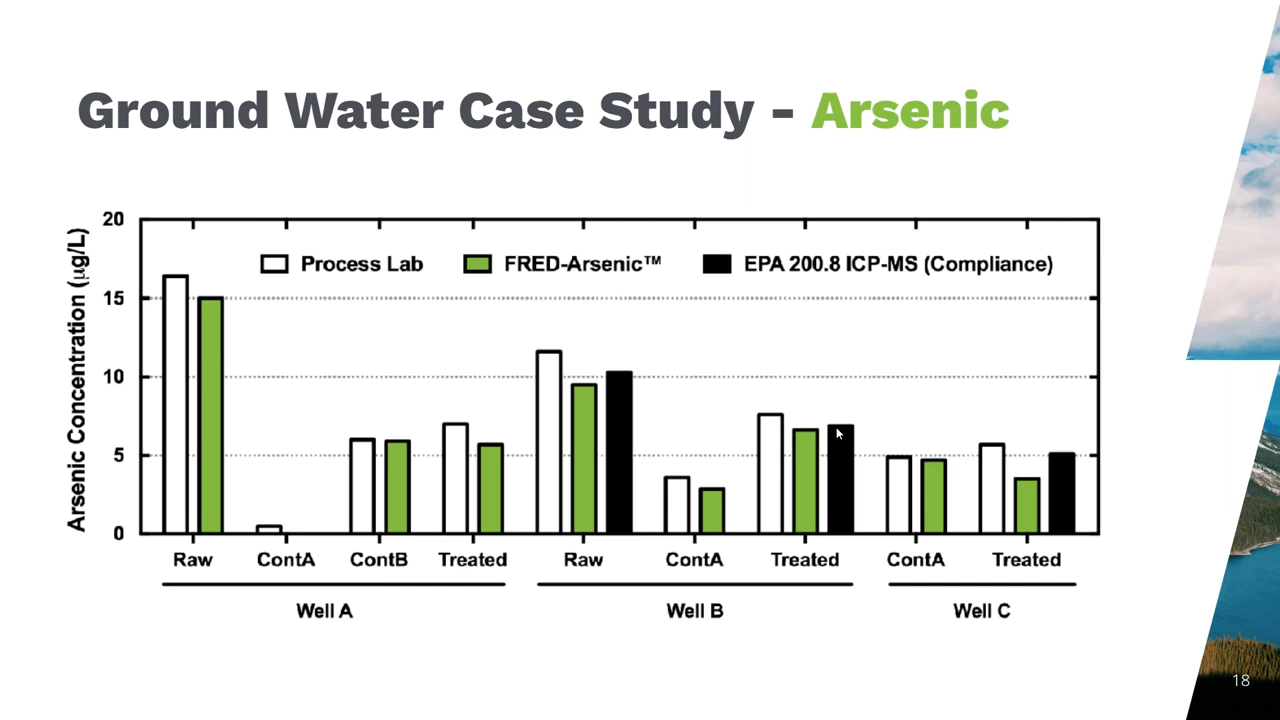 Ground Water Case Study - Arsenic
Arsenic Concentration (µg/L)
20
15
10
5
0
Process Lab
FRED-Arsenic™
EPA 200.8 ICP-MS (Compliance)
Raw ContA ContB Treated Raw ContA Treated ContA Treated
Well A Well B Well C
18